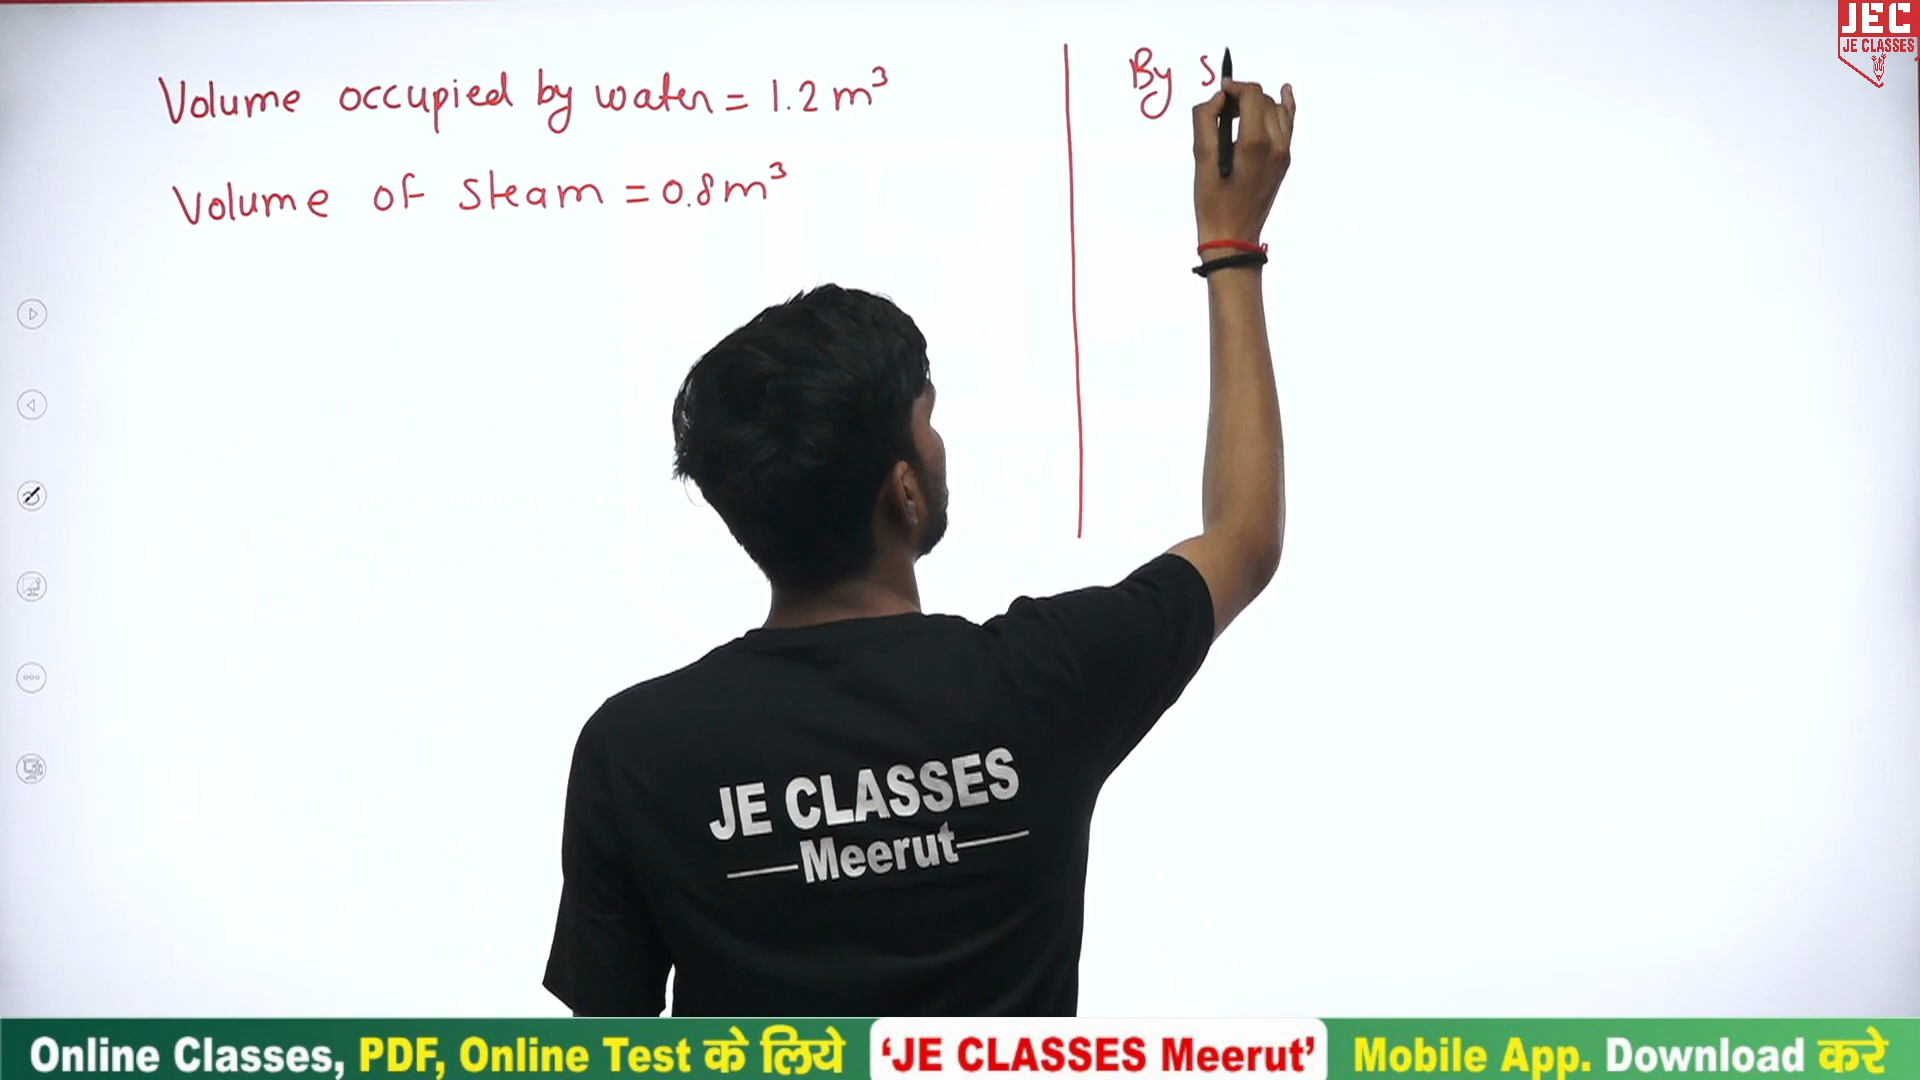 Volume occupied by water = 1.2 m³
Volume of steam = 0.8 m³
By s
JEC
JE CLASSES
JE CLASSES
Meerut
Online Classes, PDF, Online Test के लिये 'JE CLASSES Meerut' Mobile App. Download करे